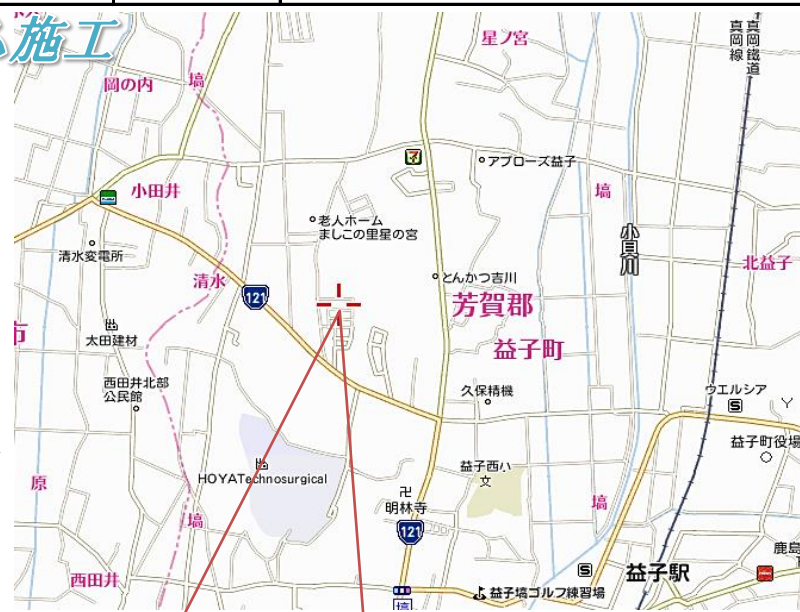 施工
星ノ宮
真岡鐵道
真岡線
岡の内
塙
7
アプローズ益子
小田井
塙
老人ホーム
ましこの里星の宮
小貝川
清水変電所
北益子
清水
とんかつ吉川
121
芳賀郡
市
太田建材
益子町
西田井北部
公民館
久保精機
ウエルシア
S
益子町役場
HOYATechnosurgical
益子西小
文
原
卍
明林寺
塙
塙
121
鹿島
西田井
S
益子駅
益子塙ゴルフ練習場
塙